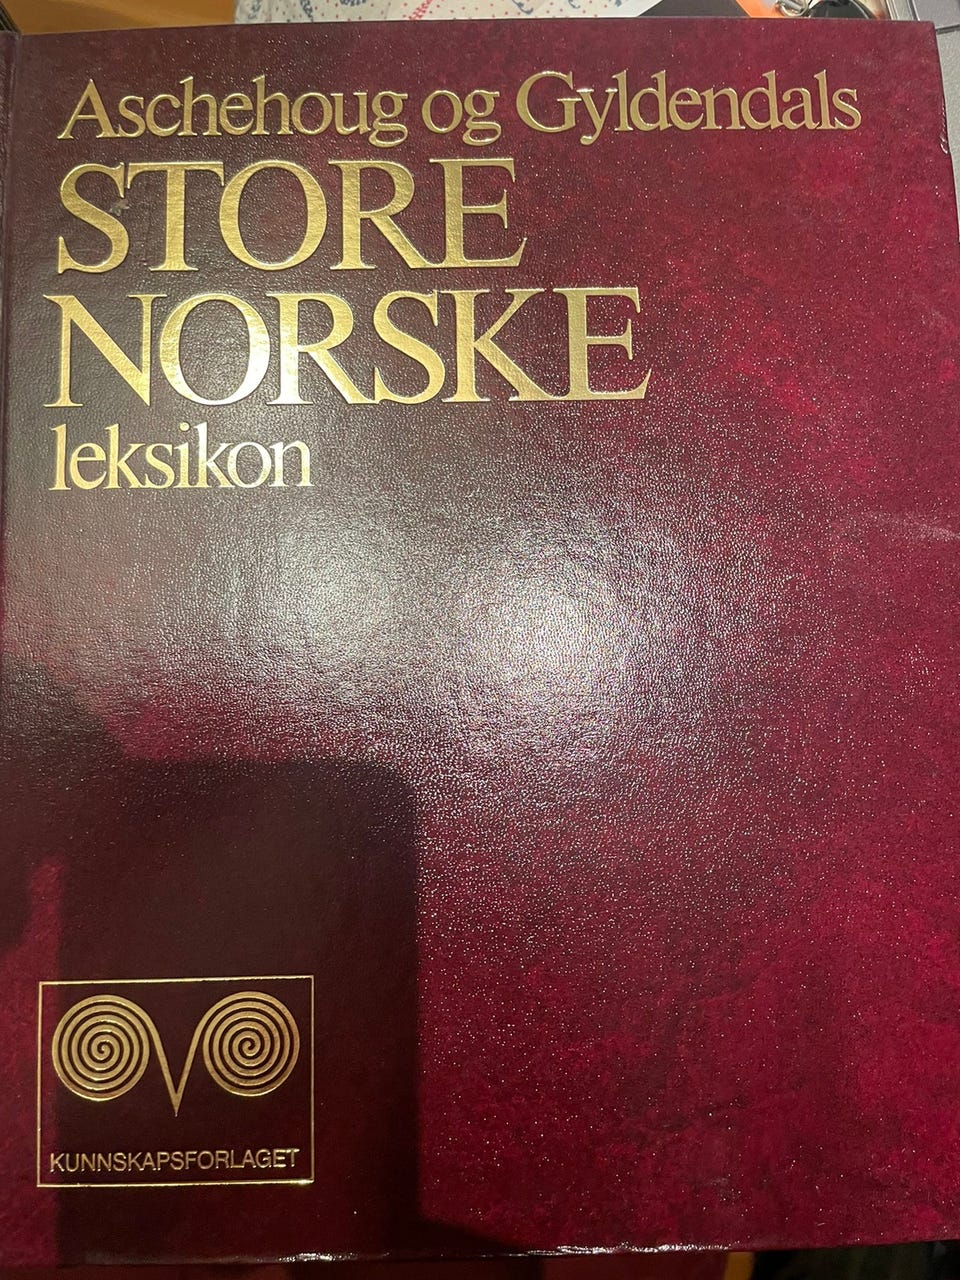 Aschehoug og Gyldendals
STORE
NORSKE
leksikon
KUNNSKAPSFORLAGET